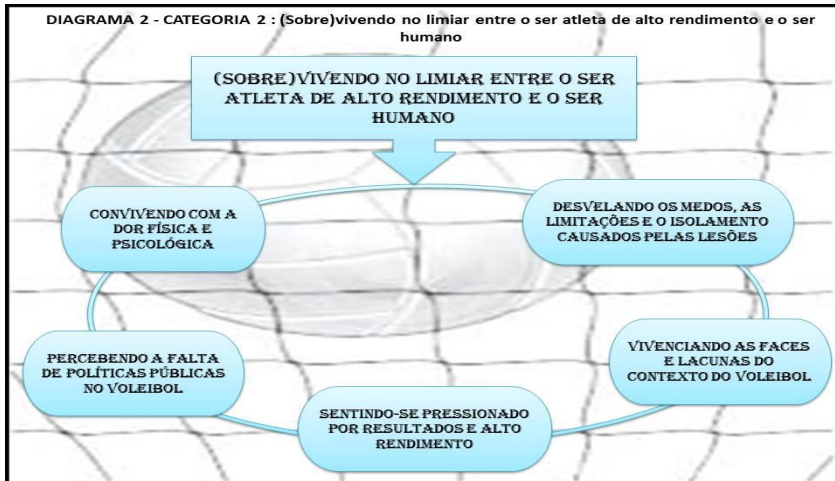 DIAGRAMA 2 - CATEGORIA 2 : (Sobre)vivendo no limiar entre o ser atleta de alto rendimento e o ser
humano
(SOBRE)VIVENDO NO LIMIAR ENTRE O SER
ATLETA DE ALTO RENDIMENTO E O SER
HUMANO
CONVIVENDO COM A
DOR FÍSICA E
PSICOLÓGICA
DESVELANDO OS MEDOS, AS
LIMITAÇÕES E O ISOLAMENTO
CAUSADOS PELAS LESÕES
PERCEBENDO A FALTA
DE POLÍTICAS PÚBLICAS
NO VOLEIBOL
VIVENCIANDO AS FACES
E LACUNAS DO
CONTEXTO DO VOLEIBOL
SENTINDO-SE PRESSIONADO
POR RESULTADOS E ALTO
RENDIMENTO